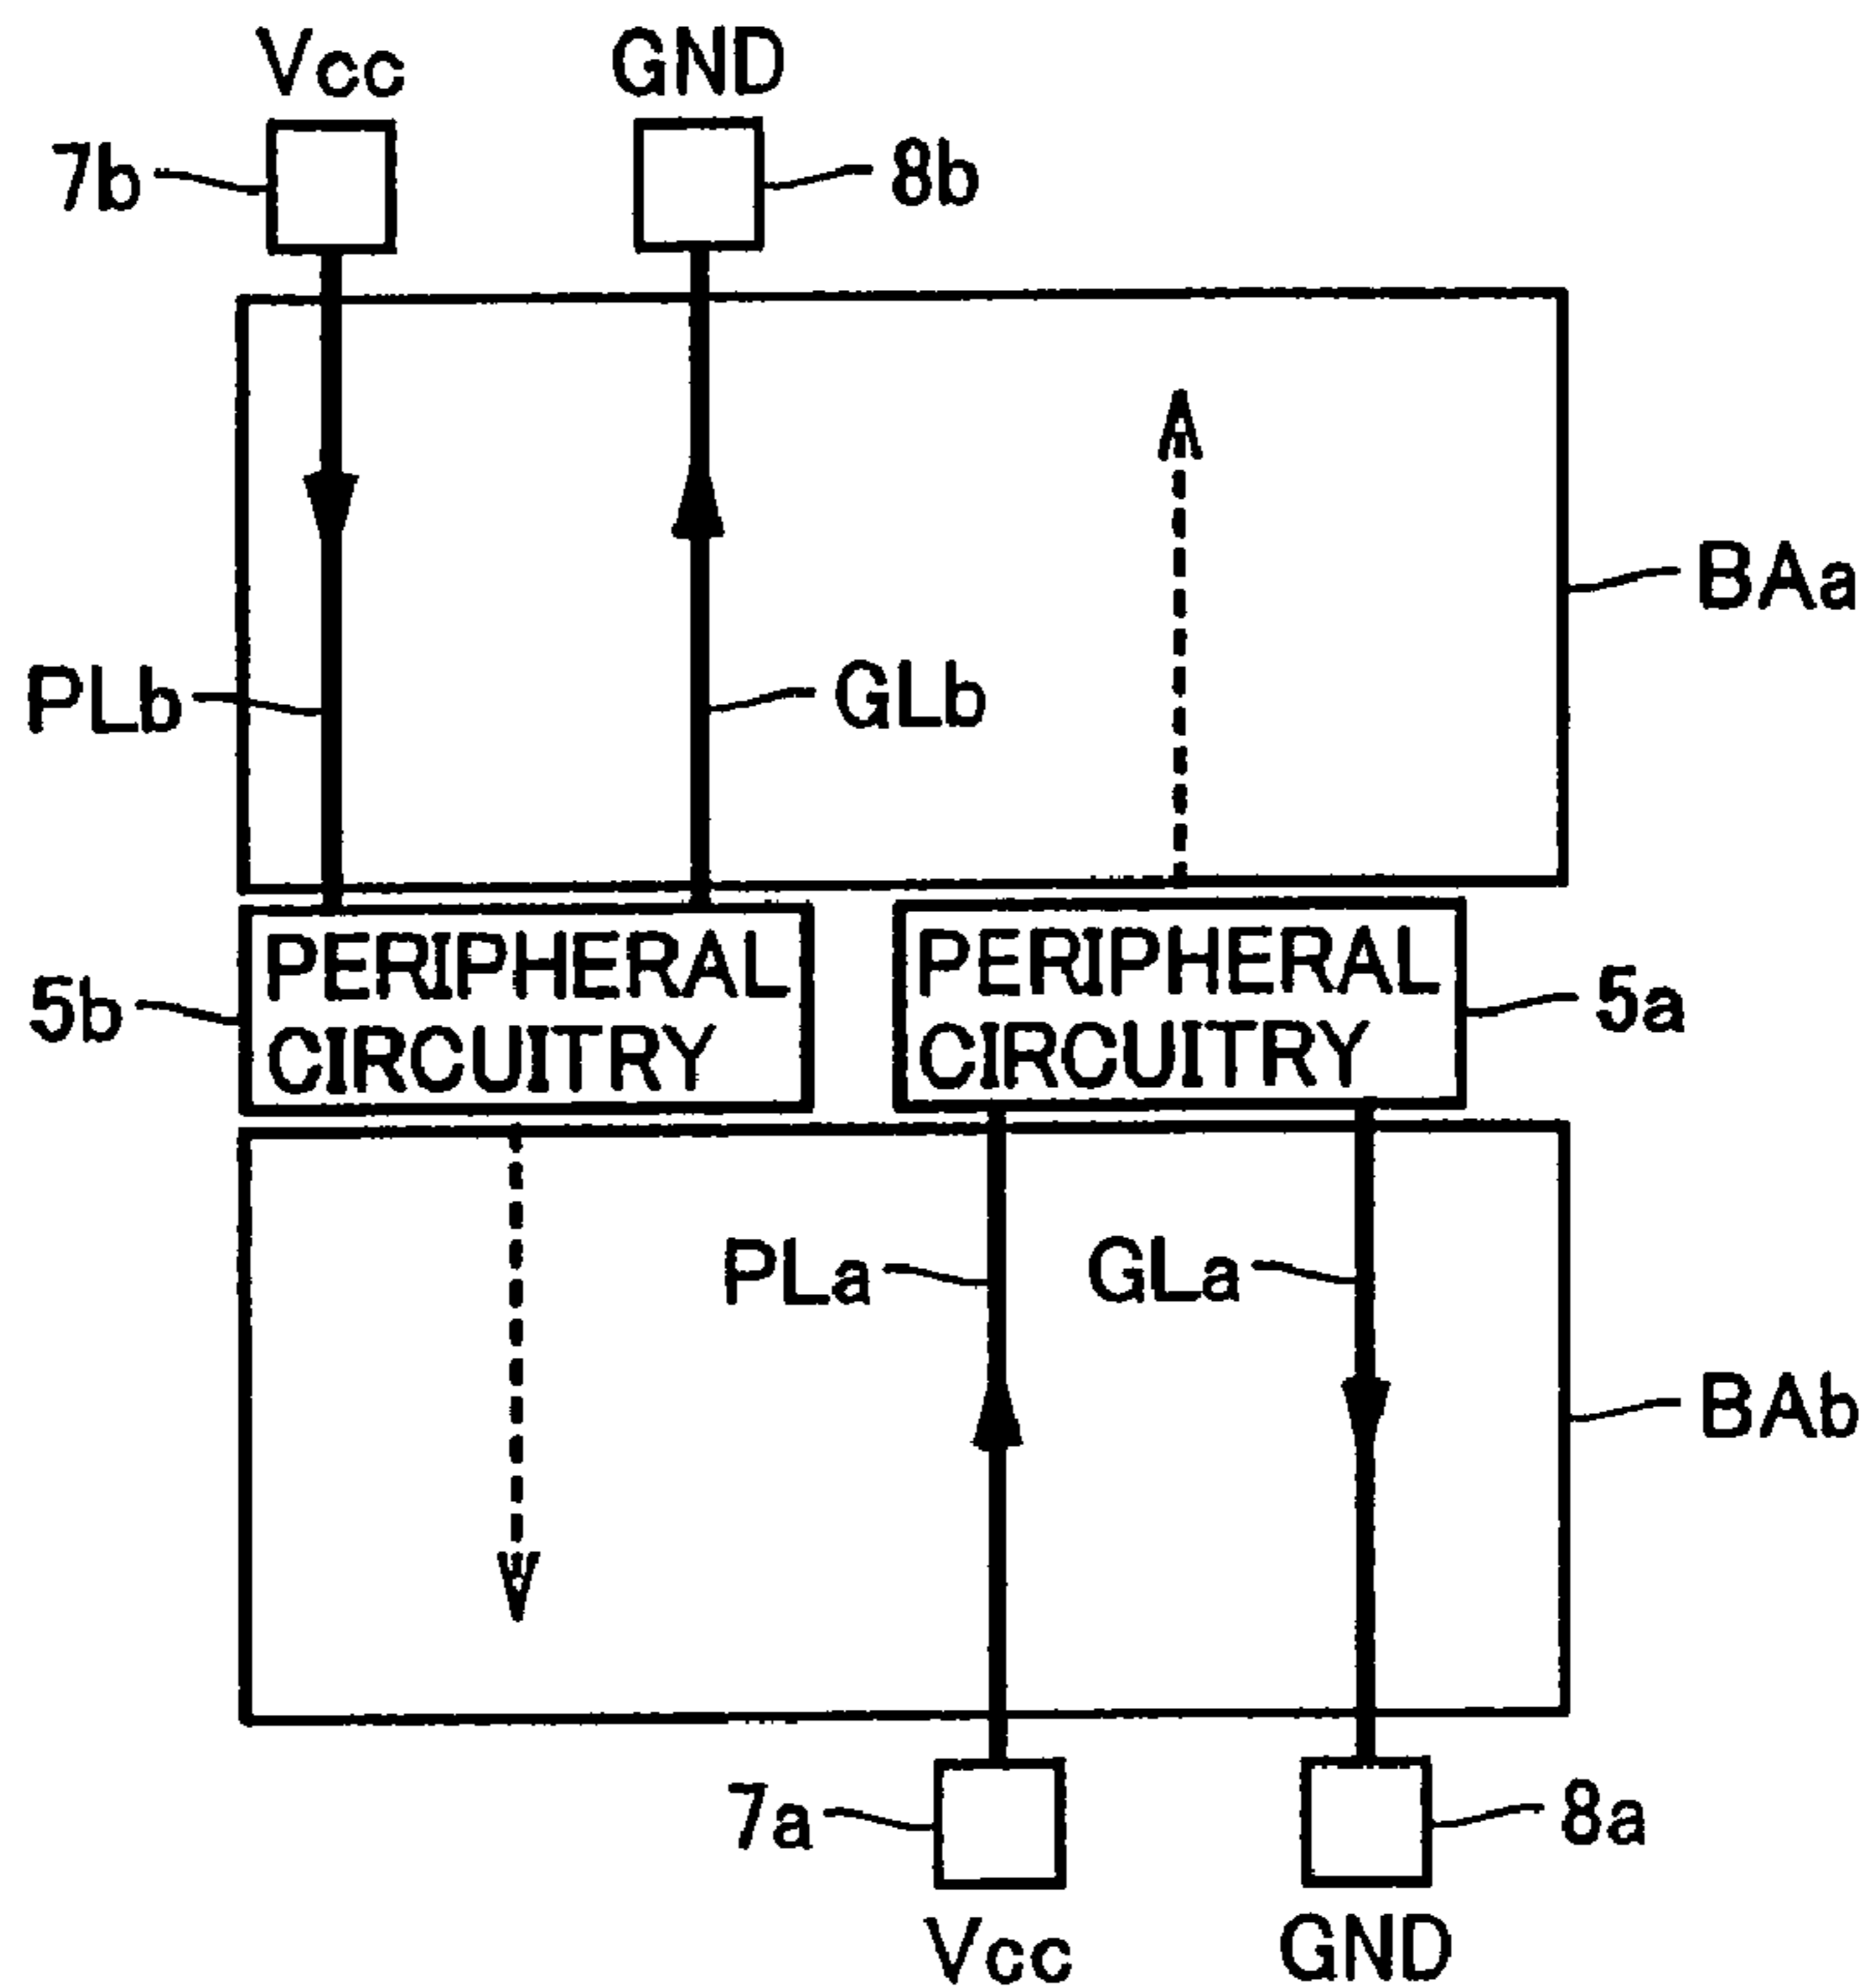 Vcc
GND
7b
8b
BAa
PLb
GLb
PERIPHERAL
CIRCUITRY
PERIPHERAL
CIRCUITRY
5b
5a
PLa
GLa
BAb
7a
8a
Vcc
GND